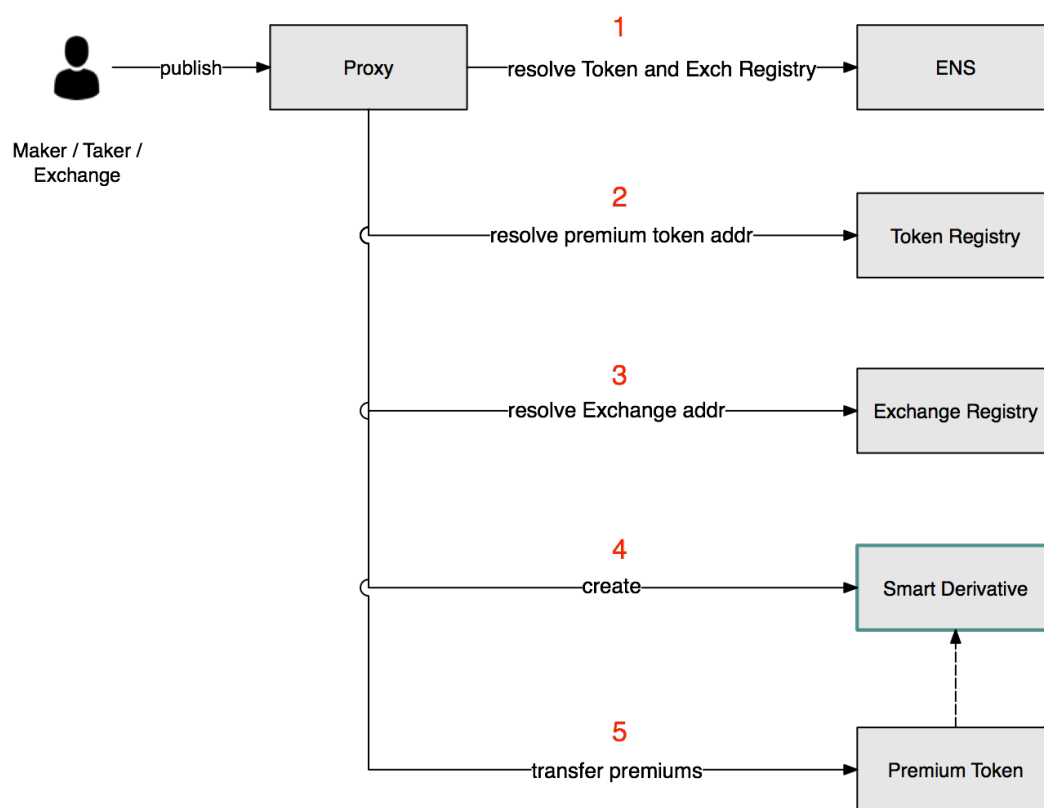 1
publish
Proxy
resolve Token and Exch Registry
ENS
Maker / Taker /
Exchange
2
resolve premium token addr
Token Registry
3
resolve Exchange addr
Exchange Registry
4
create
Smart Derivative
5
transfer premiums
Premium Token